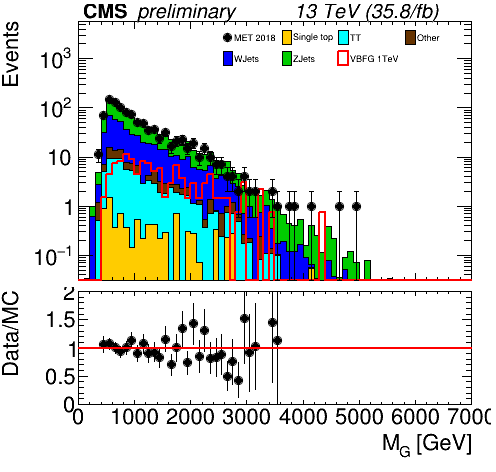 CMS preliminary 13 TeV (35.8/fb)
Events
MET 2018 Single top TT Other
WJets ZJets VBFG 1TeV
10³
10²
10
1
10⁻¹
Data/MC
2
1.5
1
0.5
0
0 1000 2000 3000 4000 5000 6000 7000
M_G [GeV]